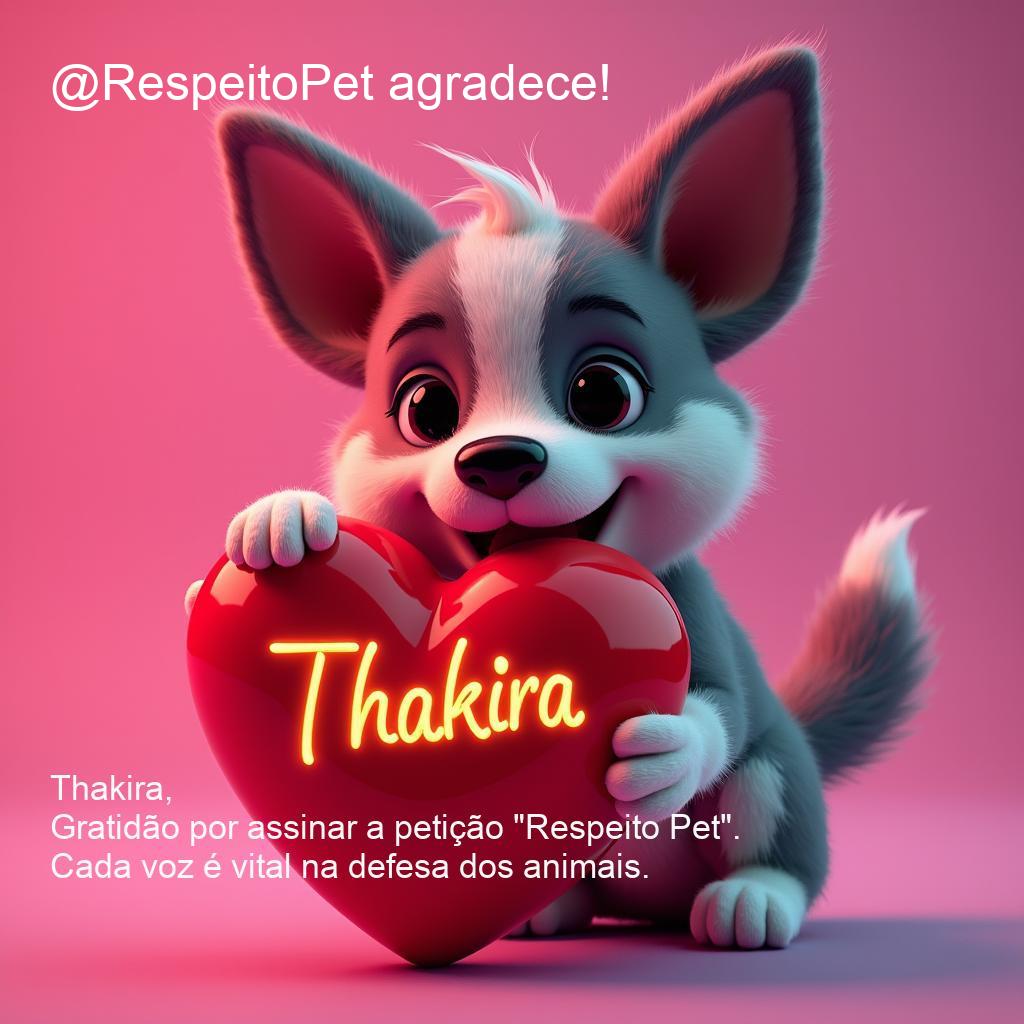 @RespeitoPet agradece!
Thakira
Thakira,
Gratidão por assinar a petição "Respeito Pet".
Cada voz é vital na defesa dos animais.